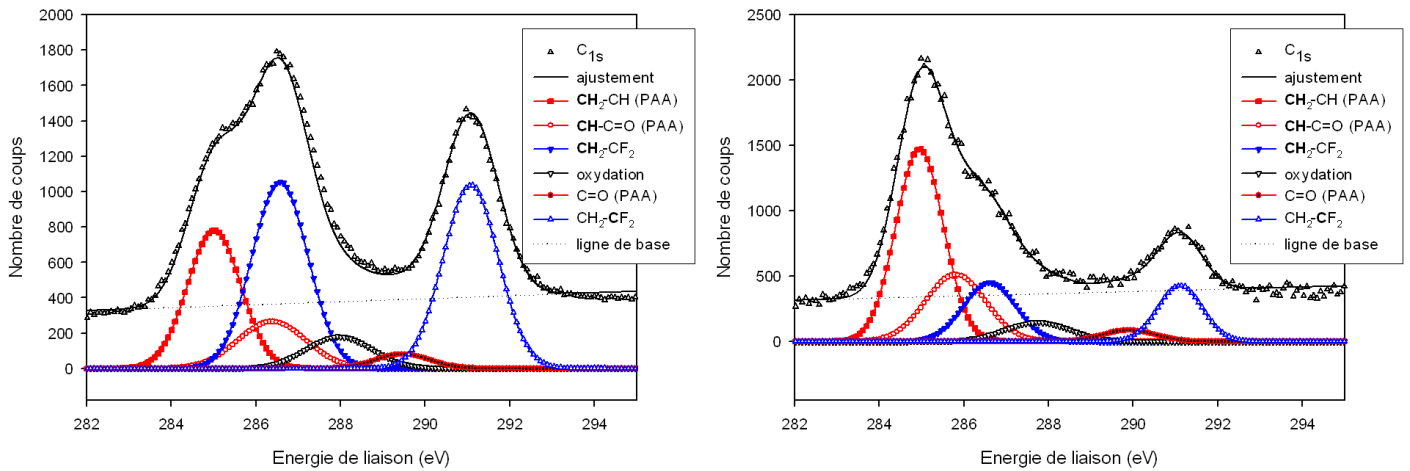 2000
1800
1600
1400
1200
1000
800
600
400
200
0
Nombre de coups
282 284 286 288 290 292 294
Energie de liaison (eV)
C1s
ajustement
CH2-CH (PAA)
CH-C=O (PAA)
CH2-CF2
oxydation
C=O (PAA)
CH2-CF2
ligne de base
2500
2000
1500
1000
500
0
Nombre de coups
282 284 286 288 290 292 294
Energie de liaison (eV)
C1s
ajustement
CH2-CH (PAA)
CH-C=O (PAA)
CH2-CF2
oxydation
C=O (PAA)
CH2-CF2
ligne de base